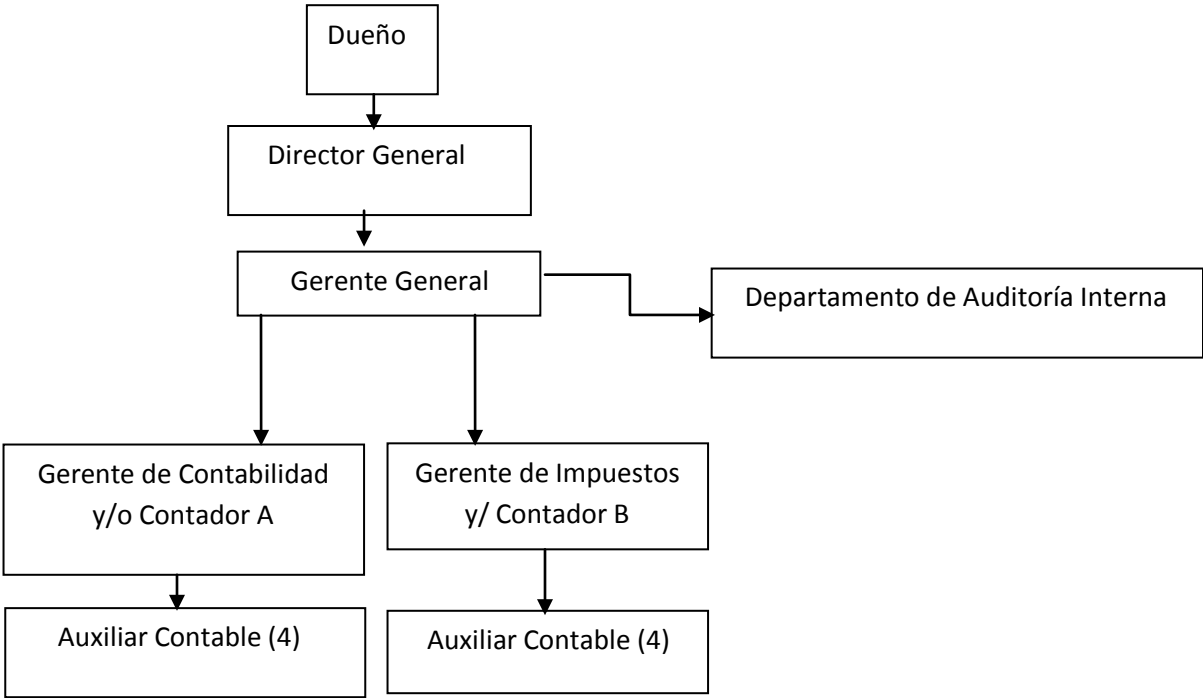 Dueño
Director General
Gerente General
Departamento de Auditoría Interna
Gerente de Contabilidad
y/o Contador A
Gerente de Impuestos
y/ Contador B
Auxiliar Contable (4)
Auxiliar Contable (4)